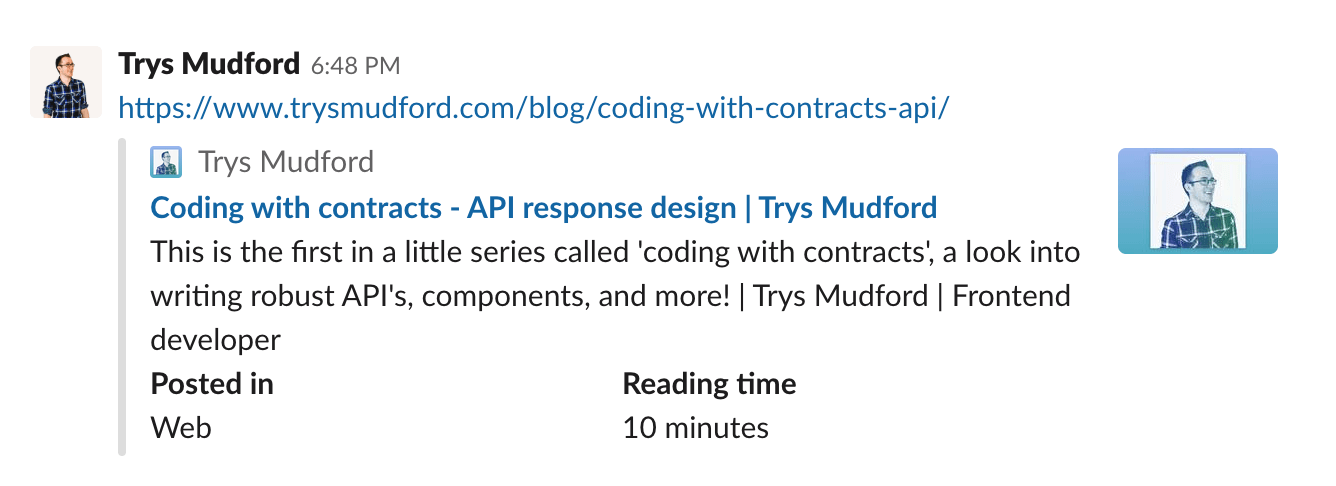 Trys Mudford 6:48 PM
https://www.trysmudford.com/blog/coding-with-contracts-api/
Trys Mudford
Coding with contracts - API response design | Trys Mudford
This is the first in a little series called 'coding with contracts', a look into
writing robust API's, components, and more! | Trys Mudford | Frontend
developer
Posted in Reading time
Web 10 minutes